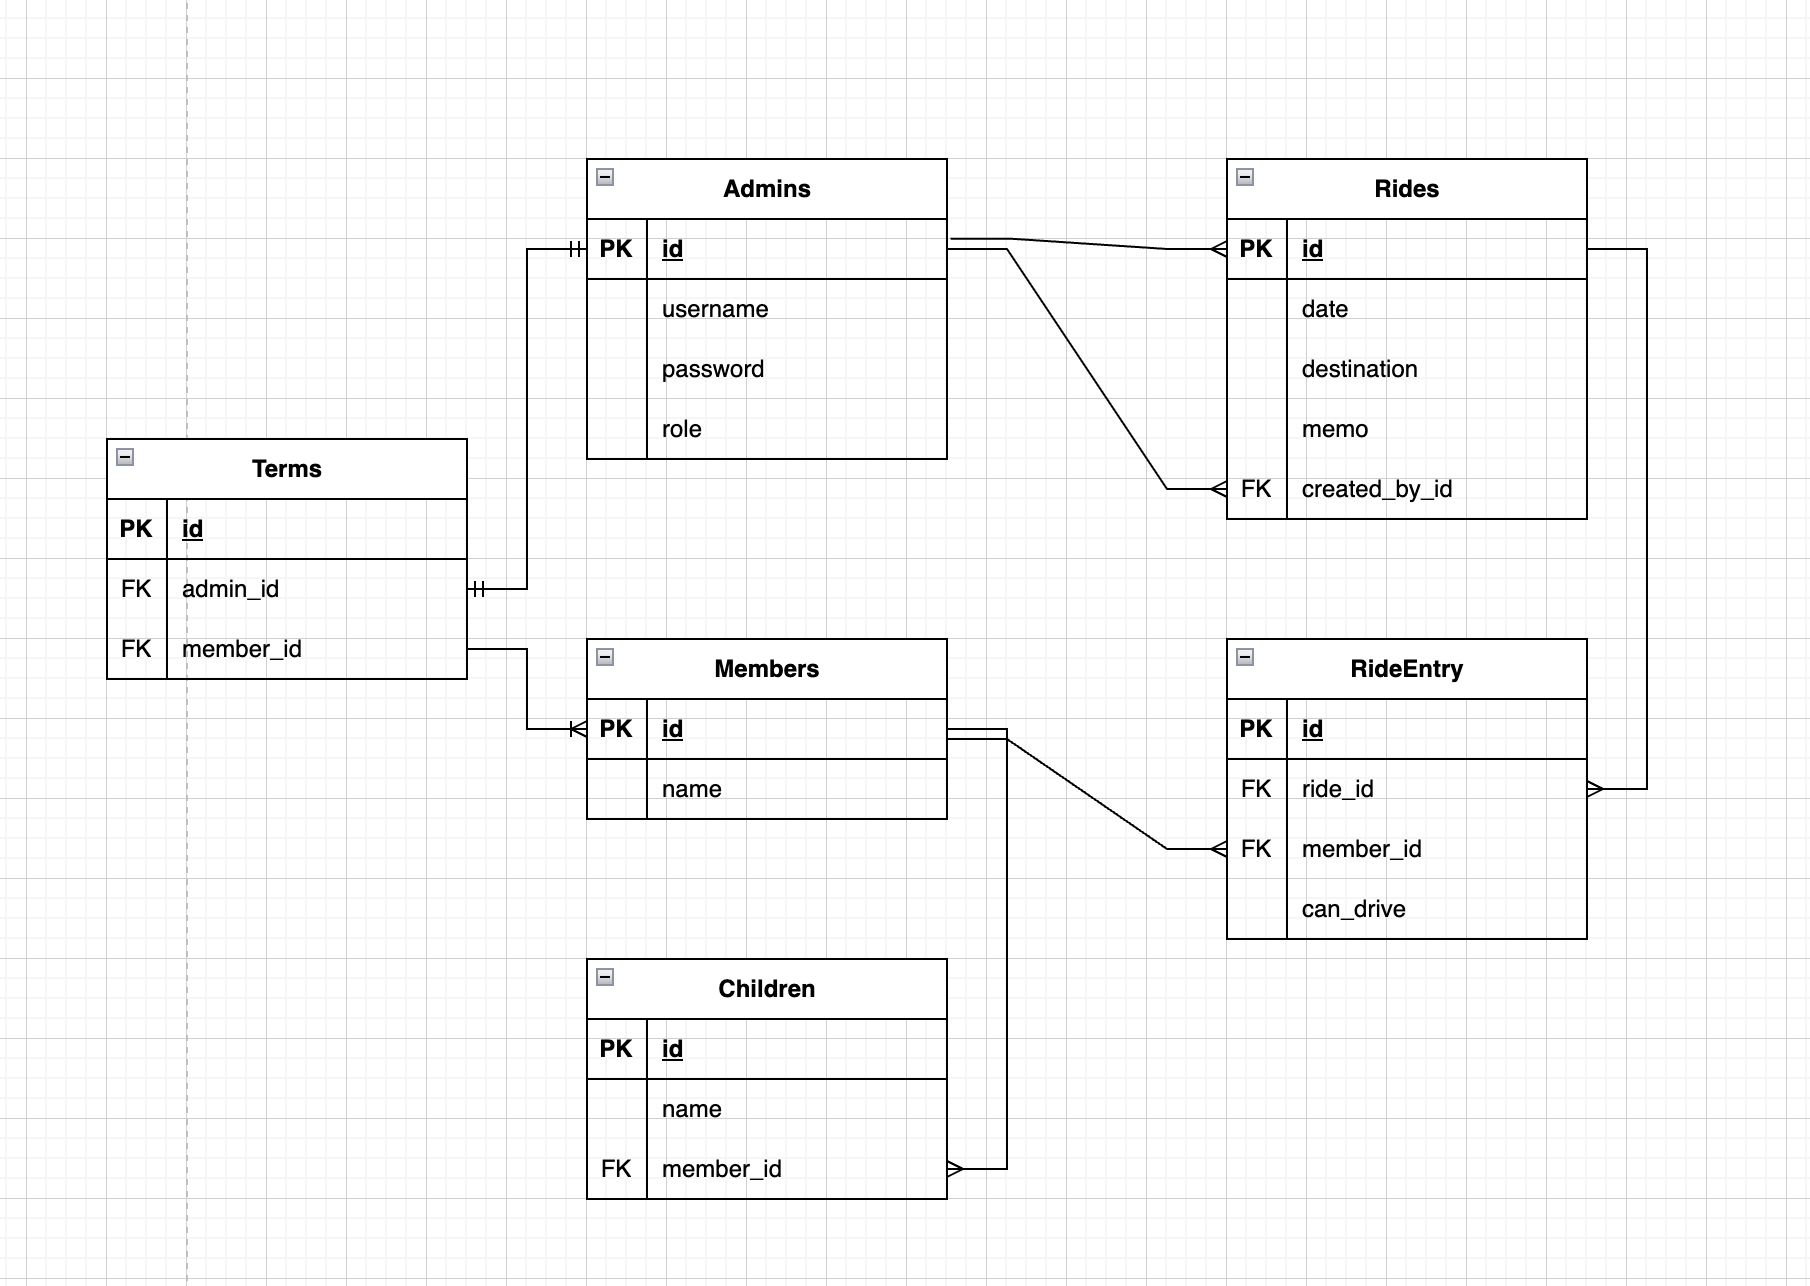 Admins
PK id
username
password
role
Rides
PK id
date
destination
memo
FK created_by_id
Terms
PK id
FK admin_id
FK member_id
Members
PK id
name
RideEntry
PK id
FK ride_id
FK member_id
can_drive
Children
PK id
name
FK member_id